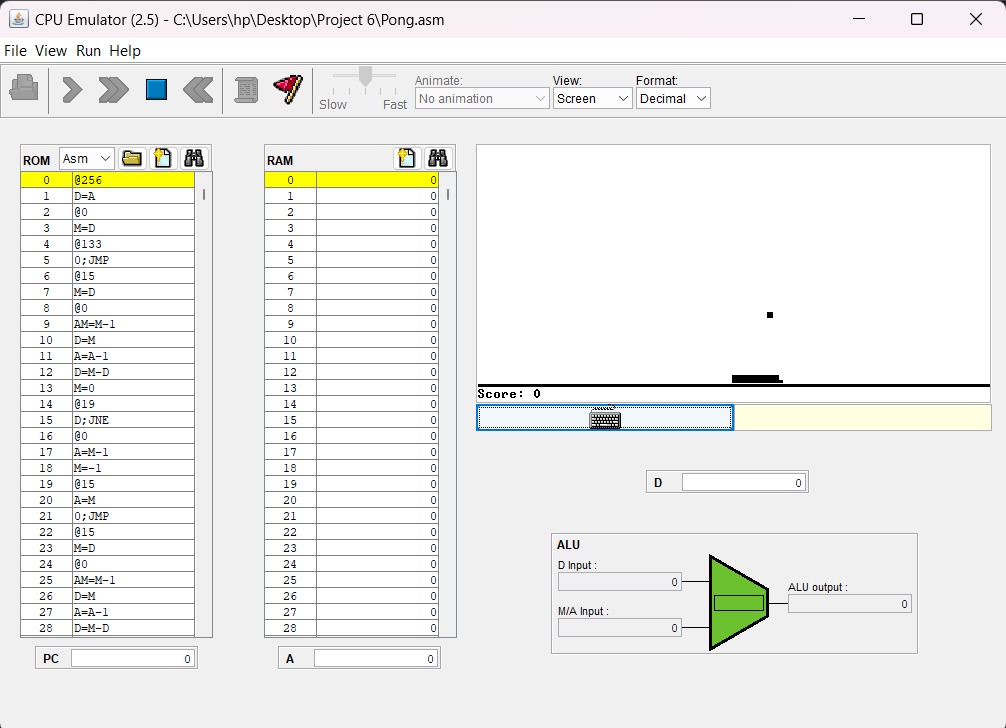 CPU Emulator (2.5) - C:\Users\hp\Desktop\Project 6\Pong.asm
File View Run Help
Slow Fast
Animate:
No animation
View:
Screen
Format:
Decimal
ROM Asm
0 @256
1 D=A
2 @0
3 M=D
4 @133
5 0;JMP
6 @15
7 M=D
8 @0
9 AM=M-1
10 D=M
11 A=A-1
12 D=M-D
13 M=0
14 @19
15 D;JNE
16 @0
17 A=M-1
18 M=-1
19 @15
20 A=M
21 0;JMP
22 @15
23 M=D
24 @0
25 AM=M-1
26 D=M
27 A=A-1
28 D=M-D
PC 0
RAM
0 0
1 0
2 0
3 0
4 0
5 0
6 0
7 0
8 0
9 0
10 0
11 0
12 0
13 0
14 0
15 0
16 0
17 0
18 0
19 0
20 0
21 0
22 0
23 0
24 0
25 0
26 0
27 0
28 0
A 0
Score: 0
D 0
ALU
D Input :
0
M/A Input :
0
ALU output :
0